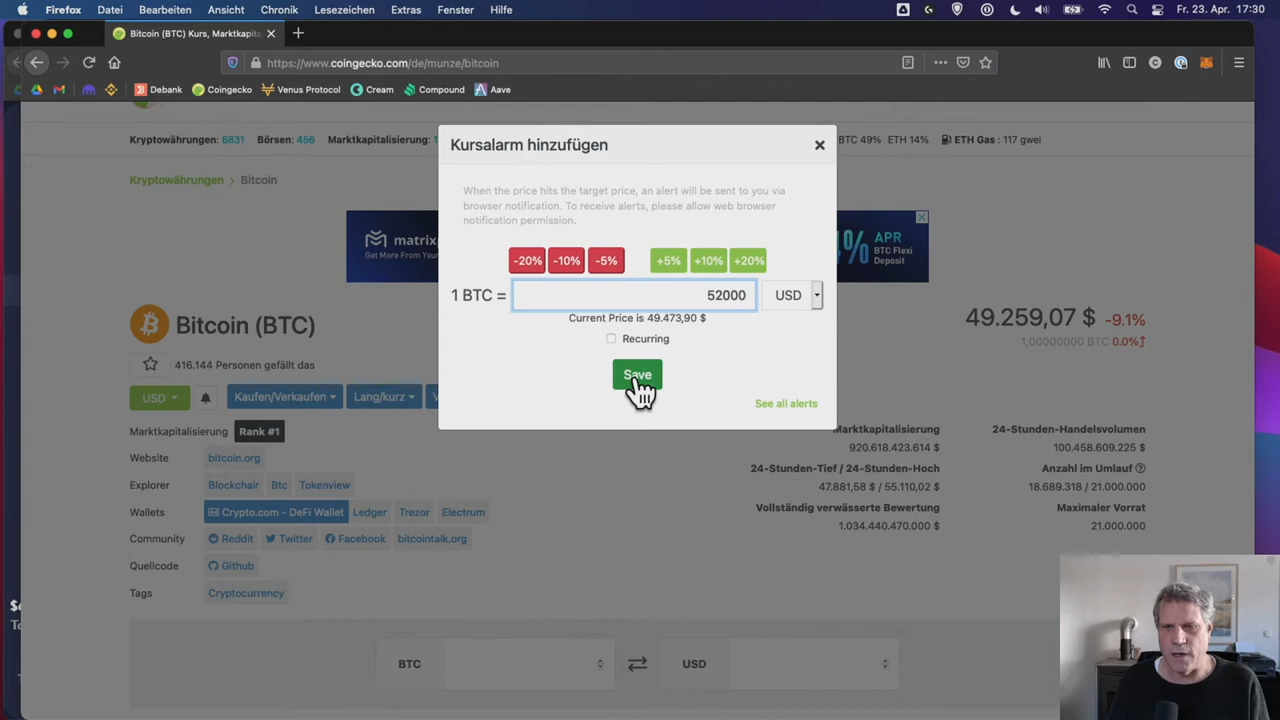 Firefox Datei Bearbeiten Ansicht Chronik Lesezeichen Extras Fenster Hilfe Fr. 23. Apr. 17:30
Bitcoin (BTC) Kurs, Marktkapita
https://www.coingecko.com/de/munze/bitcoin
Debank Coingecko Venus Protocol Cream Compound Aave
Kryptowährungen: 6831 Börsen: 456 Marktkapitalisierung: BTC 49% ETH 14% ETH Gas: 117 gwei
Kryptowährungen > Bitcoin
Kursalarm hinzufügen
When the price hits the target price, an alert will be sent to you via
browser notification. To receive alerts, please allow web browser
notification permission.
-20% -10% -5% +5% +10% +20%
1 BTC = 52000 USD
Current Price is 49.473,90 $
Recurring
Save
See all alerts
matrix
Get More From Your
% APR
BTC Flexi
Deposit
Bitcoin (BTC)
49.259,07 $ -9.1%
1,00000000 BTC 0.0%
416.144 Personen gefällt das
USD Kaufen/Verkaufen Lang/kurz
Marktkapitalisierung Rank #1
Website bitcoin.org
Explorer Blockchair Btc Tokenview
Wallets Crypto.com - DeFi Wallet Ledger Trezor Electrum
Community Reddit Twitter Facebook bitcointalk.org
Quellcode Github
Tags Cryptocurrency
Marktkapitalisierung
920.618.423.614 $
24-Stunden-Handelsvolumen
100.458.609.225 $
24-Stunden-Tief / 24-Stunden-Hoch
47.881,58 $ / 55.110,02 $
Anzahl im Umlauf
18.689.318 / 21.000.000
Vollständig verwässerte Bewertung
1.034.440.470.000 $
Maximaler Vorrat
21.000.000
BTC USD